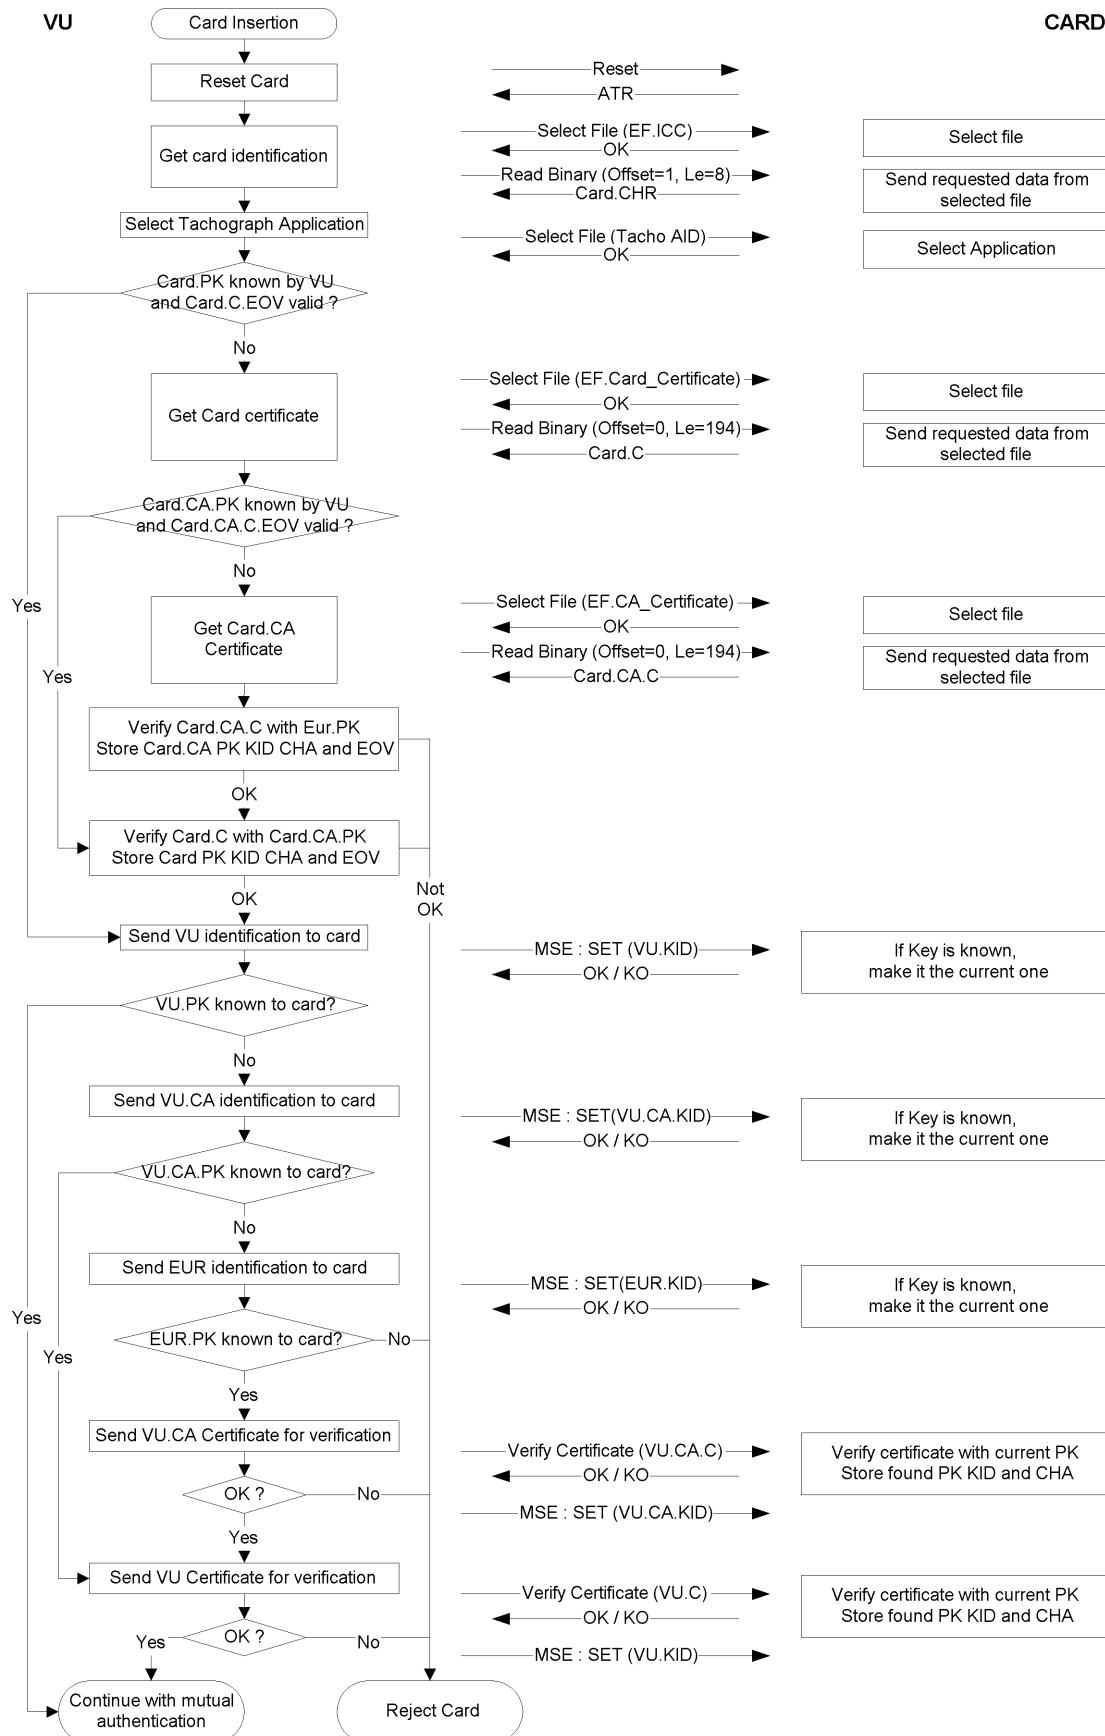 VU
Card Insertion
CARD
Reset Card
Reset
ATR
Get card identification
Select File (EF.ICC)
OK
Select file
Read Binary (Offset=1, Le=8)
Card.CHR
Send requested data from
selected file
Select Tachograph Application
Select File (Tacho AID)
OK
Select Application
Card.PK known by VU
and Card.C.EOV valid ?
No
Get Card certificate
Select File (EF.Card_Certificate)
OK
Select file
Read Binary (Offset=0, Le=194)
Card.C
Send requested data from
selected file
Card.CA.PK known by VU
and Card.CA.C.EOV valid ?
No
Yes
Get Card.CA
Certificate
Select File (EF.CA_Certificate)
OK
Select file
Yes
Read Binary (Offset=0, Le=194)
Card.CA.C
Send requested data from
selected file
Verify Card.CA.C with Eur.PK
Store Card.CA PK KID CHA and EOV
OK
Verify Card.C with Card.CA.PK
Store Card PK KID CHA and EOV
OK
Not
OK
Send VU identification to card
MSE : SET (VU.KID)
OK / KO
If Key is known,
make it the current one
VU.PK known to card?
No
Send VU.CA identification to card
MSE : SET(VU.CA.KID)
OK / KO
If Key is known,
make it the current one
VU.CA.PK known to card?
No
Send EUR identification to card
MSE : SET(EUR.KID)
OK / KO
If Key is known,
make it the current one
Yes
EUR.PK known to card?
No
Yes
Yes
Send VU.CA Certificate for verification
Verify Certificate (VU.CA.C)
OK / KO
Verify certificate with current PK
Store found PK KID and CHA
OK ?
No
MSE : SET (VU.CA.KID)
Yes
Send VU Certificate for verification
Verify Certificate (VU.C)
OK / KO
Verify certificate with current PK
Store found PK KID and CHA
OK ?
Yes
No
MSE : SET (VU.KID)
Continue with mutual
authentication
Reject Card